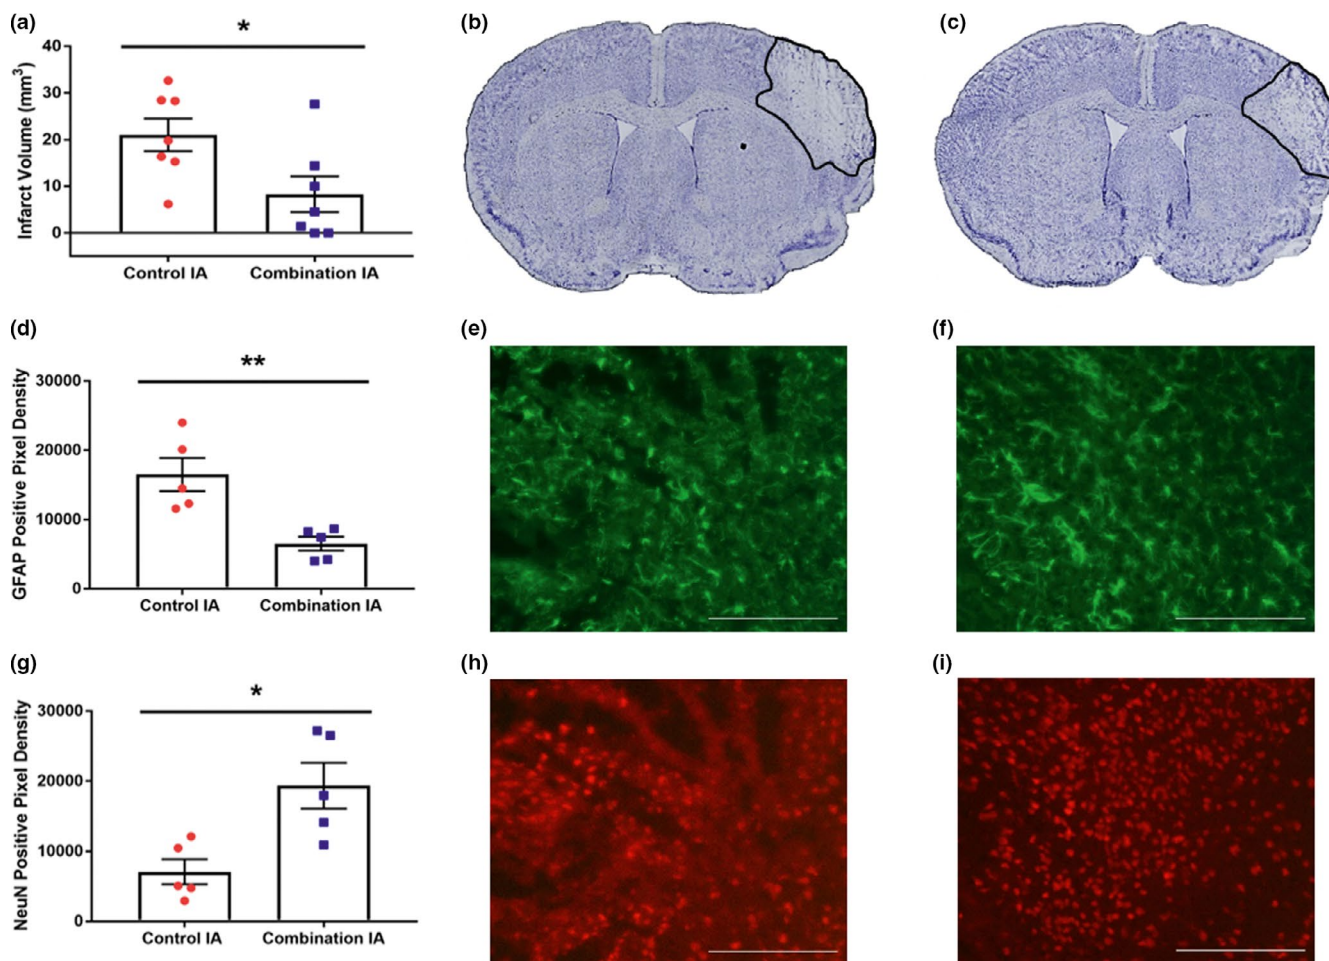 (a)
*
Infarct Volume (mm³)
40
30
20
10
0
Control IA
Combination IA
(b)
(c)
(d)
**
GFAP Positive Pixel Density
30000
20000
10000
0
Control IA
Combination IA
(e)
(f)
(g)
*
NeuN Positive Pixel Density
30000
20000
10000
0
Control IA
Combination IA
(h)
(i)